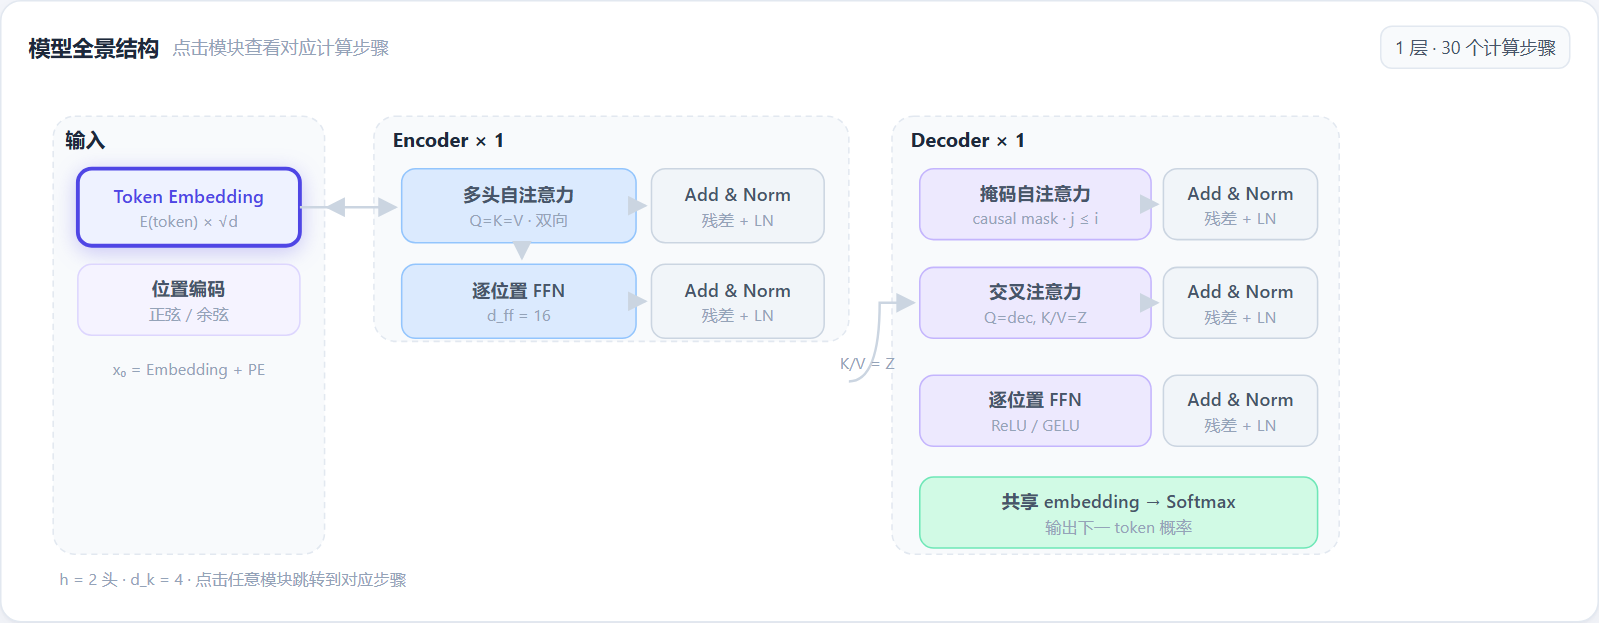 模型全景结构 点击模块查看对应计算步骤
1 层 · 30 个计算步骤
输入
Token Embedding
E(token) × √d
位置编码
正弦 / 余弦
x₀ = Embedding + PE
Encoder × 1
多头自注意力
Q=K=V · 双向
Add & Norm
残差 + LN
逐位置 FFN
d_ff = 16
Add & Norm
残差 + LN
K/V = Z
Decoder × 1
掩码自注意力
causal mask · j ≤ i
Add & Norm
残差 + LN
交叉注意力
Q=dec, K/V=Z
Add & Norm
残差 + LN
逐位置 FFN
ReLU / GELU
Add & Norm
残差 + LN
共享 embedding → Softmax
输出下一 token 概率
h = 2 头 · d_k = 4 · 点击任意模块跳转到对应步骤